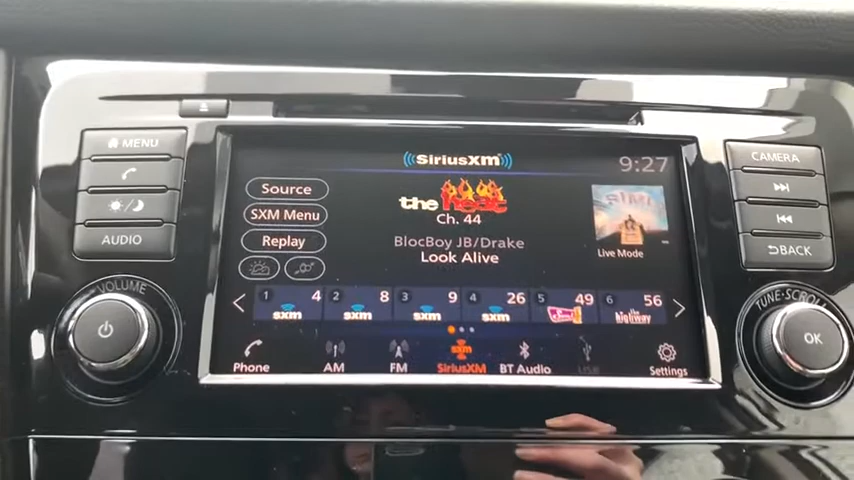 MENU
AUDIO
VOLUME
SiriusXM
9:27
Source
SXM Menu
Replay
the heat
Ch. 44
BlocBoy JB/DRAKE
Look Alive
Live Mode
1 4 sxm
2 8 sxm
3 9 sxm
4 26 sxm
5 49
6 56 the highway
Phone
AM
FM
sxm
SiriusXM
BT Audio
USB
Settings
CAMERA
BACK
TUNE·SCROLL
OK